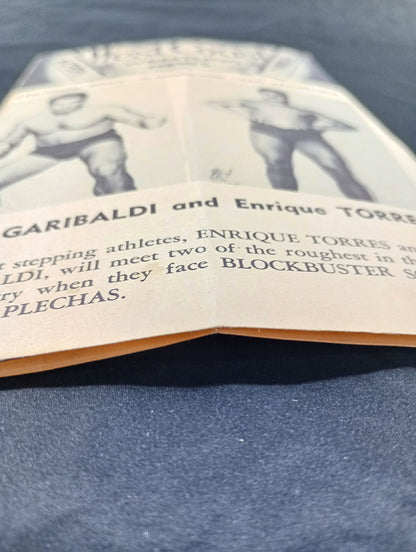 GARIBALDI and Enrique TORRES
t stepping athletes, ENRIQUE TORRES a
LDI, will meet two of the roughest in th
ry when they face BLOCKBUSTER S
PLECHAS.